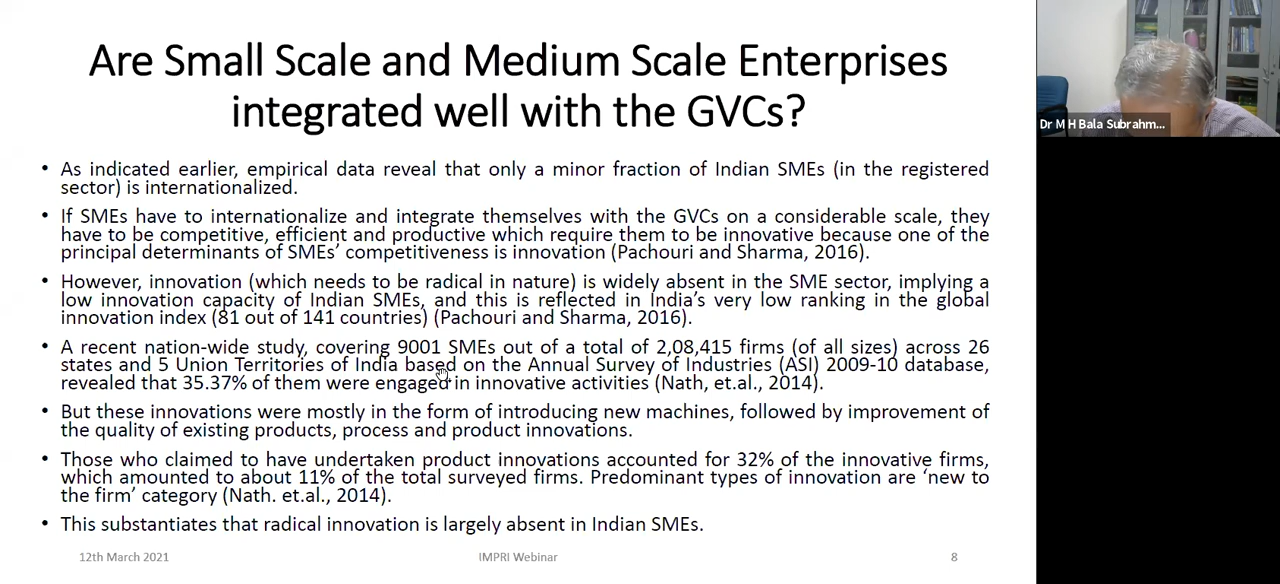 Are Small Scale and Medium Scale Enterprises
integrated well with the GVCs?
• As indicated earlier, empirical data reveal that only a minor fraction of Indian SMEs (in the registered
sector) is internationalized.
• If SMEs have to internationalize and integrate themselves with the GVCs on a considerable scale, they
have to be competitive, efficient and productive which require them to be innovative because one of the
principal determinants of SMEs’ competitiveness is innovation (Pachouri and Sharma, 2016).
• However, innovation (which needs to be radical in nature) is widely absent in the SME sector, implying a
low innovation capacity of Indian SMEs, and this is reflected in India’s very low ranking in the global
innovation index (81 out of 141 countries) (Pachouri and Sharma, 2016).
• A recent nation-wide study, covering 9001 SMEs out of a total of 2,08,415 firms (of all sizes) across 26
states and 5 Union Territories of India based on the Annual Survey of Industries (ASI) 2009-10 database,
revealed that 35.37% of them were engaged in innovative activities (Nath, et.al., 2014).
• But these innovations were mostly in the form of introducing new machines, followed by improvement of
the quality of existing products, process and product innovations.
• Those who claimed to have undertaken product innovations accounted for 32% of the innovative firms,
which amounted to about 11% of the total surveyed firms. Predominant types of innovation are ‘new to
the firm’ category (Nath. et.al., 2014).
• This substantiates that radical innovation is largely absent in Indian SMEs.
12th March 2021
IMPRI Webinar
8
Dr M H Bala Subrahm...